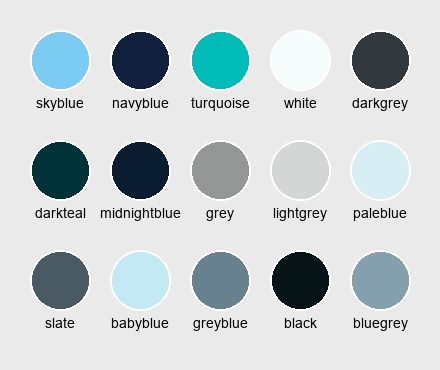 skyblue navyblue turquoise white darkgrey
darkteal midnightblue grey lightgrey paleblue
slate babyblue greyblue black bluegrey